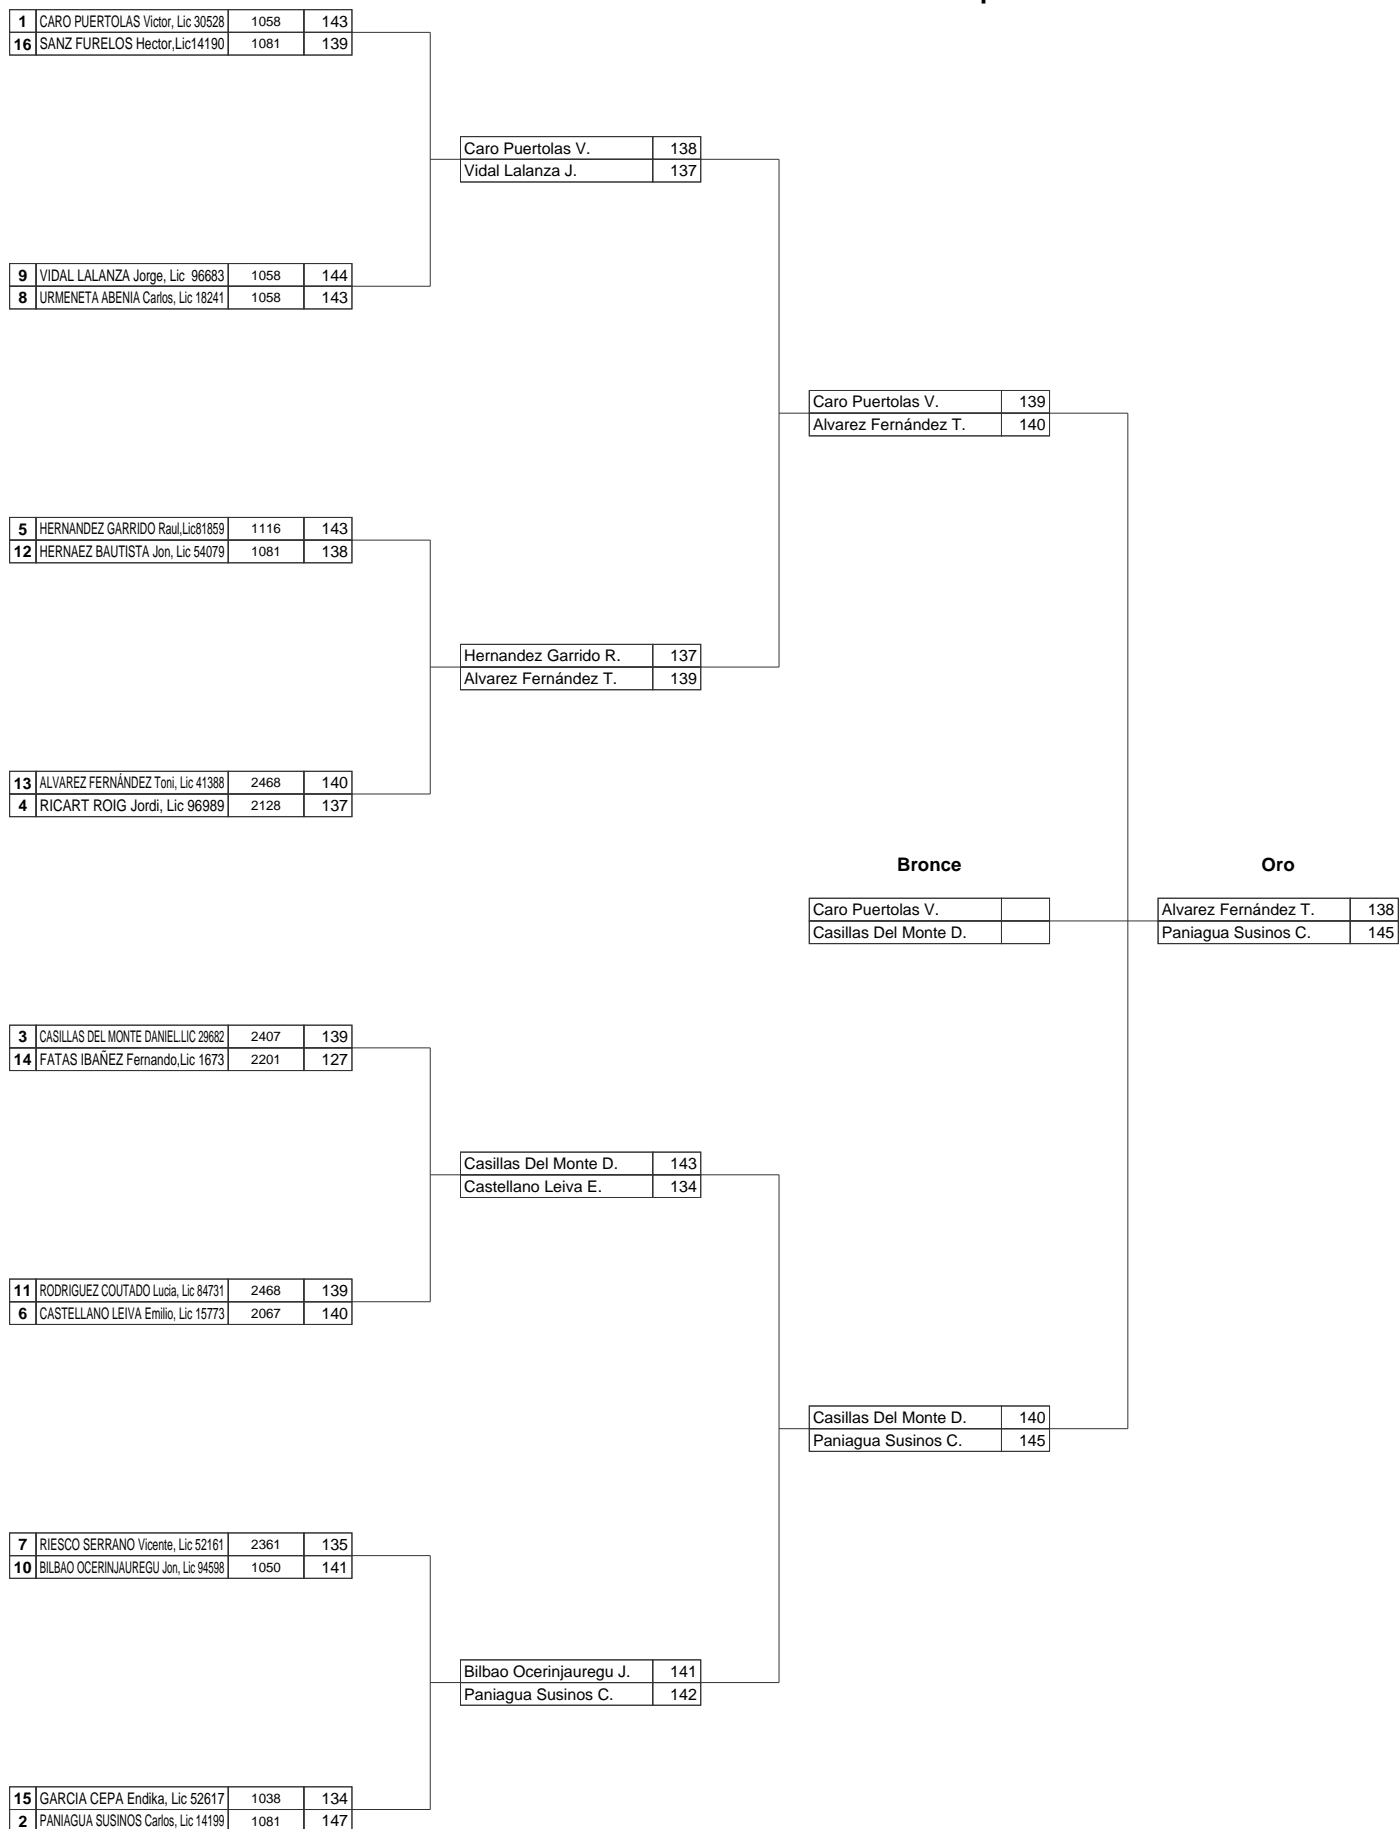 1 CARO PUERTOLAS Victor, Lic 30528 1058 143
16 SANZ FURELOS Hector,Lic14190 1081 139
Caro Puertolas V. 138
Vidal Lalanza J. 137
9 VIDAL LALANZA Jorge, Lic 96683 1058 144
8 URMENETA ABENIA Carlos, Lic 18241 1058 143
Caro Puertolas V. 139
Alvarez Fernández T. 140
5 HERNANDEZ GARRIDO Raul,Lic81859 1116 143
12 HERNAEZ BAUTISTA Jon, Lic 54079 1081 138
Hernandez Garrido R. 137
Alvarez Fernández T. 139
13 ALVAREZ FERNÁNDEZ Toni, Lic 41388 2468 140
4 RICART ROIG Jordi, Lic 96989 2128 137
Bronce Oro
Caro Puertolas V. Alvarez Fernández T. 138
Casillas Del Monte D. Paniagua Susinos C. 145
3 CASILLAS DEL MONTE DANIEL.LIC 29682 2407 139
14 FATAS IBAÑEZ Fernando,Lic 1673 2201 127
Casillas Del Monte D. 143
Castellano Leiva E. 134
11 RODRIGUEZ COUTADO Lucia, Lic 84731 2468 139
6 CASTELLANO LEIVA Emilio, Lic 15773 2067 140
Casillas Del Monte D. 140
Paniagua Susinos C. 145
7 RIESCO SERRANO Vicente, Lic 52161 2361 135
10 BILBAO OCERINJAUREGU Jon, Lic 94598 1050 141
Bilbao Ocerinjauregu J. 141
Paniagua Susinos C. 142
15 GARCIA CEPA Endika, Lic 52617 1038 134
2 PANIAGUA SUSINOS Carlos, Lic 14199 1081 147